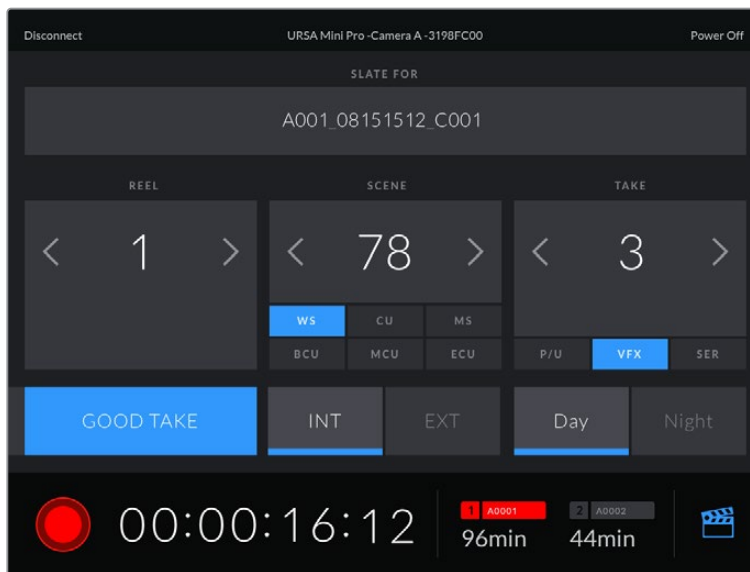 Disconnect URSA Mini Pro -Camera A -3198FC00 Power Off
SLATE FOR
A001_08151512_C001
REEL SCENE TAKE
< 1 > < 78 > < 3 >
WS CU MS
BCU MCU ECU P/U VFX SER
GOOD TAKE INT EXT Day Night
00:00:16:12 1 A0001 2 A0002
96min 44min